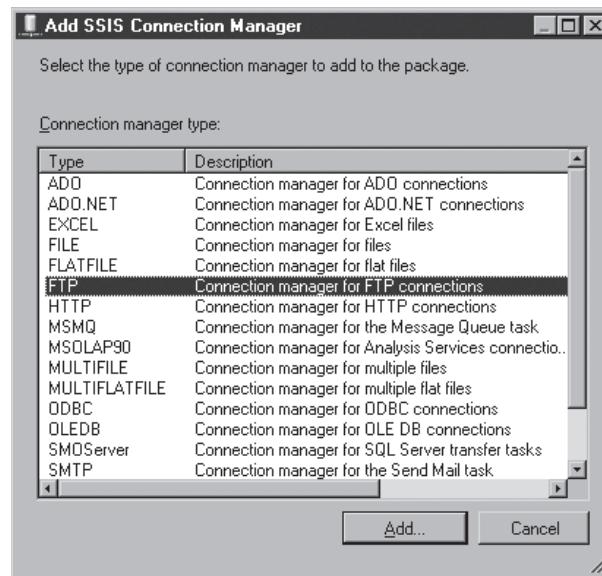 Add SSIS Connection Manager
Select the type of connection manager to add to the package.
Connection manager type:
Type Description
ADO Connection manager for ADO connections
ADO.NET Connection manager for ADO.NET connections
EXCEL Connection manager for Excel files
FILE Connection manager for files
FLATFILE Connection manager for flat files
FTP Connection manager for FTP connections
HTTP Connection manager for HTTP connections
MSMQ Connection manager for the Message Queue task
MSOLAP90 Connection manager for Analysis Services connectio..
MULTIFILE Connection manager for multiple files
MULTIFLATFILE Connection manager for multiple flat files
ODBC Connection manager for ODBC connections
OLEDB Connection manager for OLE DB connections
SMOServer Connection manager for SQL Server transfer tasks
SMTP Connection manager for the Send Mail task
Add... Cancel